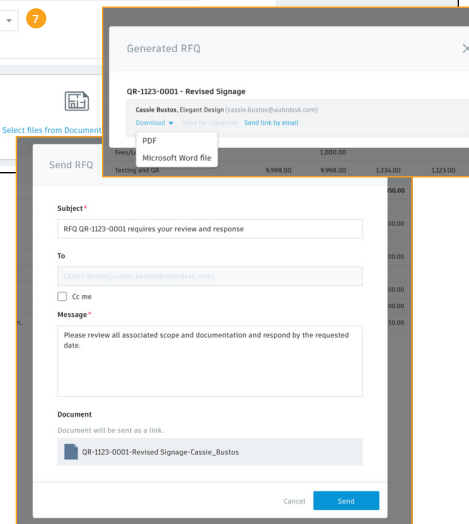 7
Generated RFQ
QR-1123-0001 - Revised Signage
Cassie Bustos, Elegant Design (cassie.bustos@autodesk.com)
Download Send for signature Send link by email
PDF
Microsoft Word file
Select files from Document
Fees/Le 1,000.00
Testing and QA 9,998.00 9,998.00 1,234.00 1,123.00
Send RFQ
Subject*
RFQ QR-1123-0001 requires your review and response
To
Cassie Bustos(cassie.bustos@autodesk.com)
Cc me
Message*
Please review all associated scope and documentation and respond by the requested
date.
Document
Document will be sent as a link.
QR-1123-0001-Revised Signage-Cassie_Bustos
Cancel Send